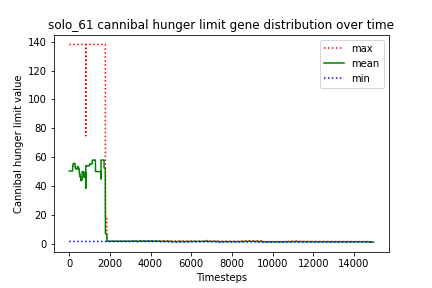 solo_61 cannibal hunger limit gene distribution over time
140
120
100
80
60
40
20
0
Cannibal hunger limit value
max
mean
min
0 2000 4000 6000 8000 10000 12000 14000
Timesteps